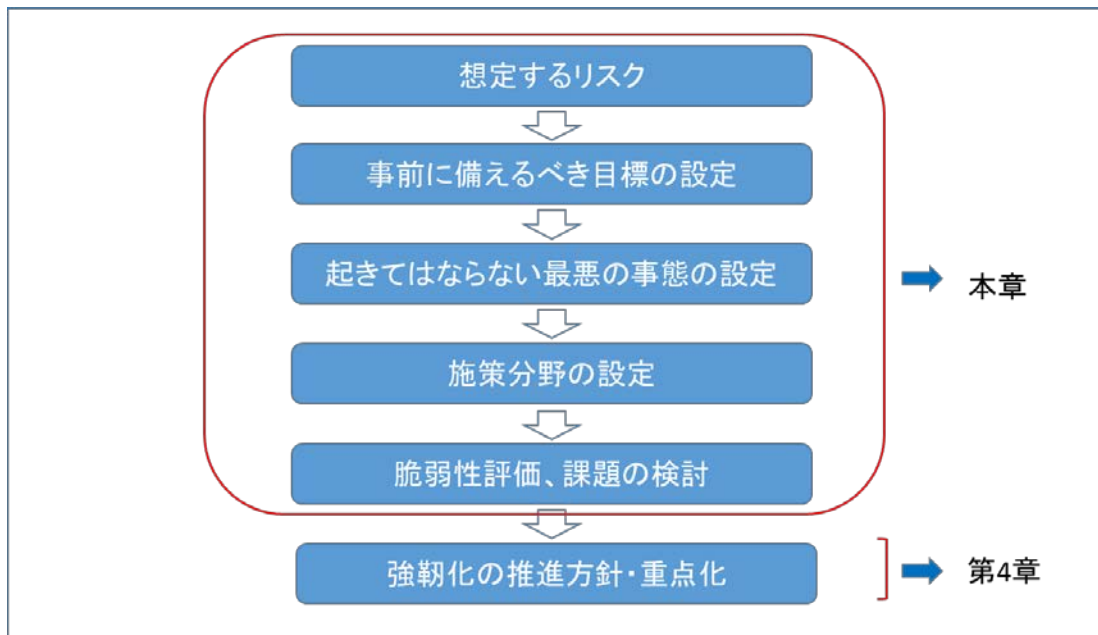 想定するリスク
事前に備えるべき目標の設定
起きてはならない最悪の事態の設定
本章
施策分野の設定
脆弱性評価、課題の検討
強靭化の推進方針・重点化
第4章